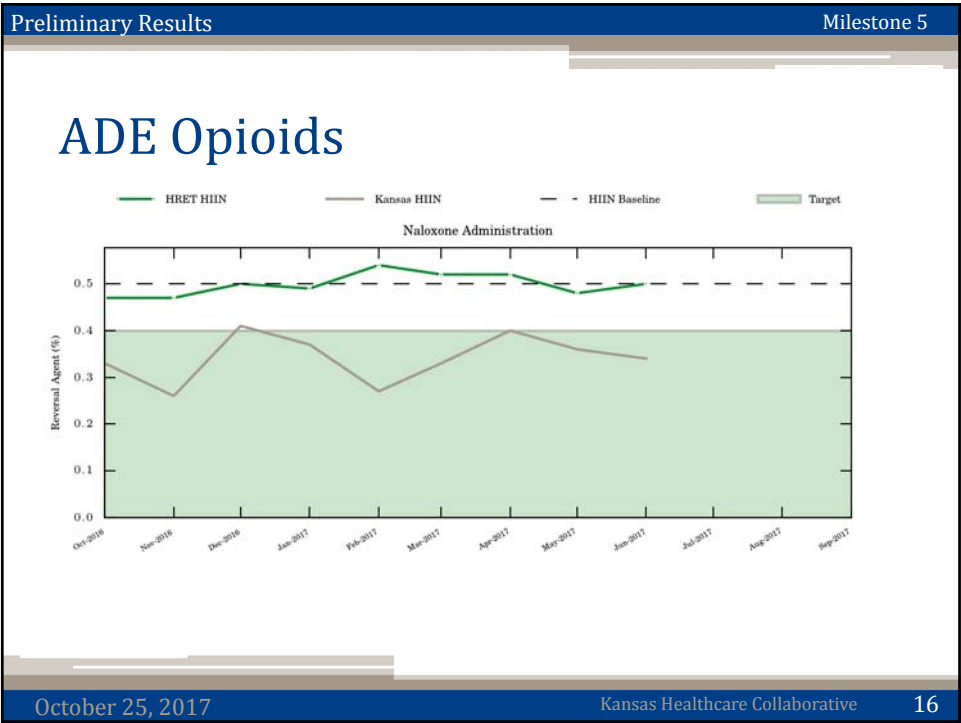 Preliminary Results
Milestone 5
ADE Opioids
HRET HIIN
Kansas HIIN
HIIN Baseline
Target
Naloxone Administration
Reversal Agent (%)
0.5
0.4
0.3
0.2
0.1
0.0
Oct-2016
Nov-2016
Dec-2016
Jan-2017
Feb-2017
Mar-2017
Apr-2017
May-2017
Jun-2017
Jul-2017
Aug-2017
Sep-2017
October 25, 2017
Kansas Healthcare Collaborative
16